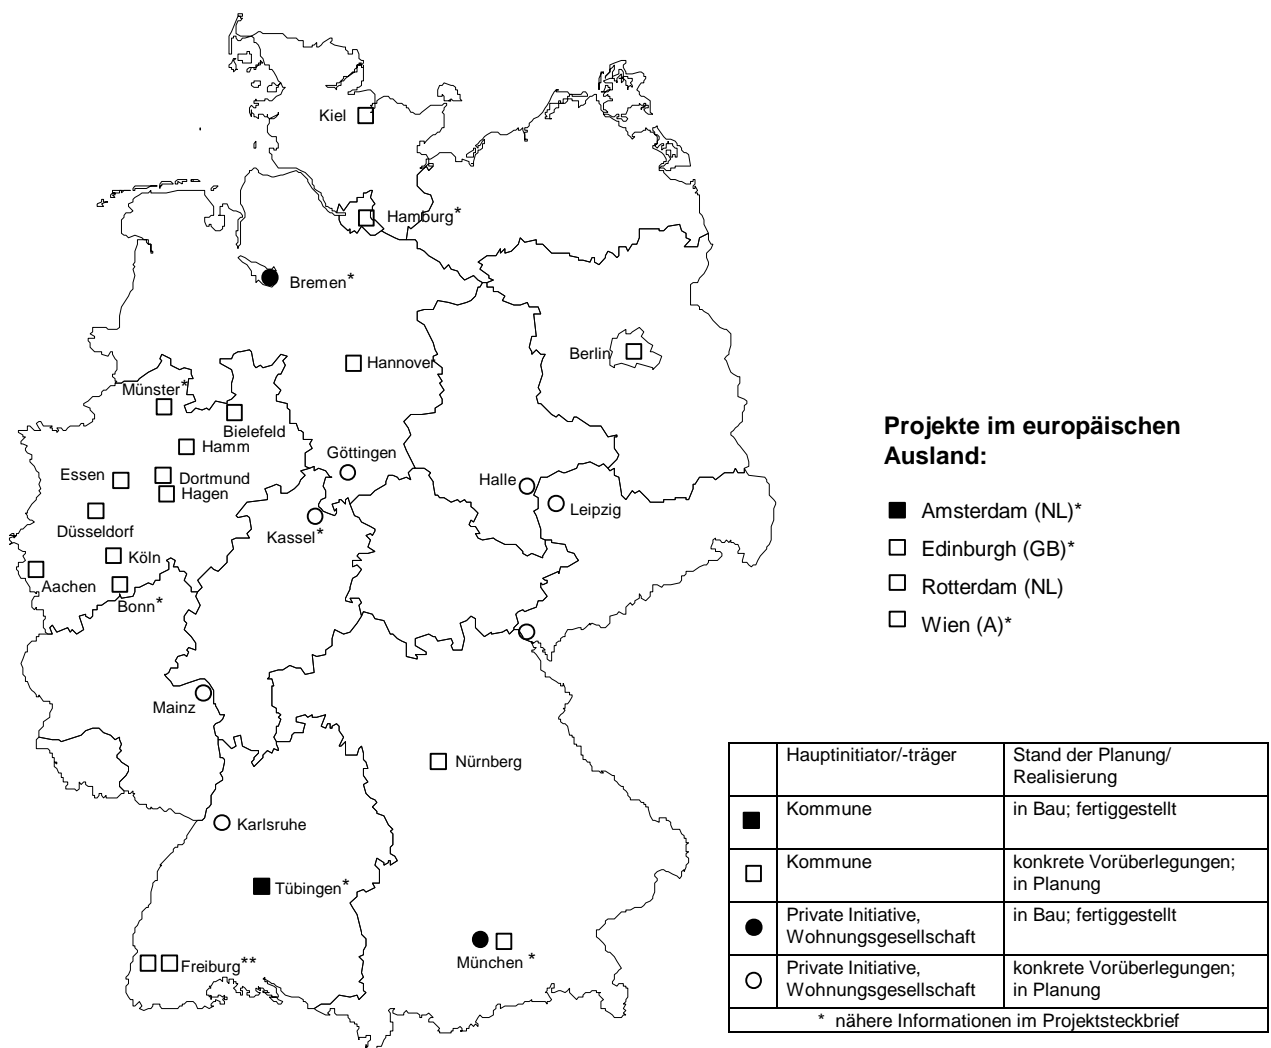 Kiel
Hamburg*
Bremen*
Hannover
Berlin
Münster*
Bielefeld
Hamm
Göttingen
Essen
Dortmund
Hagen
Halle
Leipzig
Düsseldorf
Kassel*
Köln
Aachen
Bonn*
Mainz
Nürnberg
Karlsruhe
Tübingen*
Freiburg**
München *
Projekte im europäischen
Ausland:
Amsterdam (NL)*
Edinburgh (GB)*
Rotterdam (NL)
Wien (A)*
Hauptinitiator/-träger Stand der Planung/
Realisierung
Kommune in Bau; fertiggestellt
Kommune konkrete Vorüberlegungen;
in Planung
Private Initiative, in Bau; fertiggestellt
Wohnungsgesellschaft
Private Initiative, konkrete Vorüberlegungen;
Wohnungsgesellschaft in Planung
* nähere Informationen im Projektsteckbrief